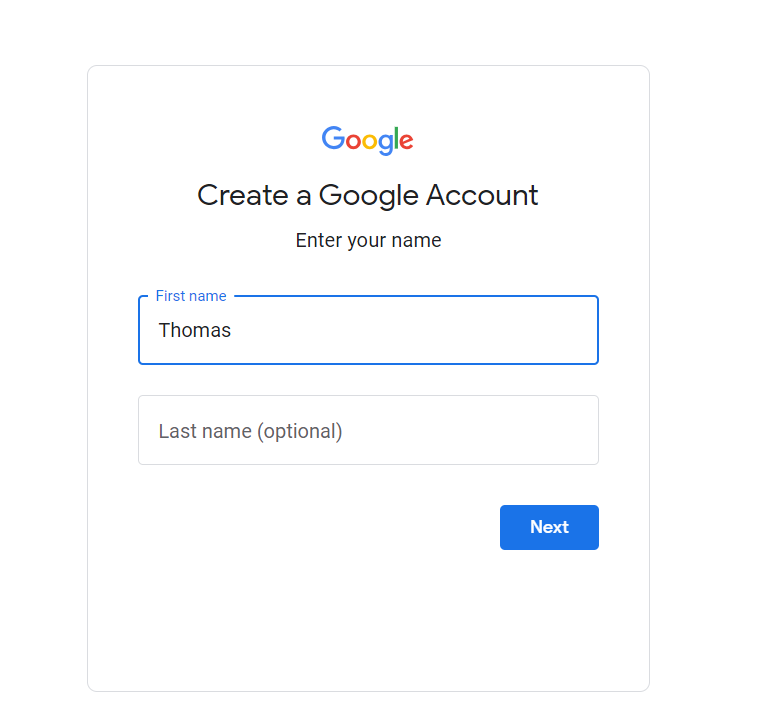 Google
Create a Google Account
Enter your name
First name
Thomas
Last name (optional)
Next